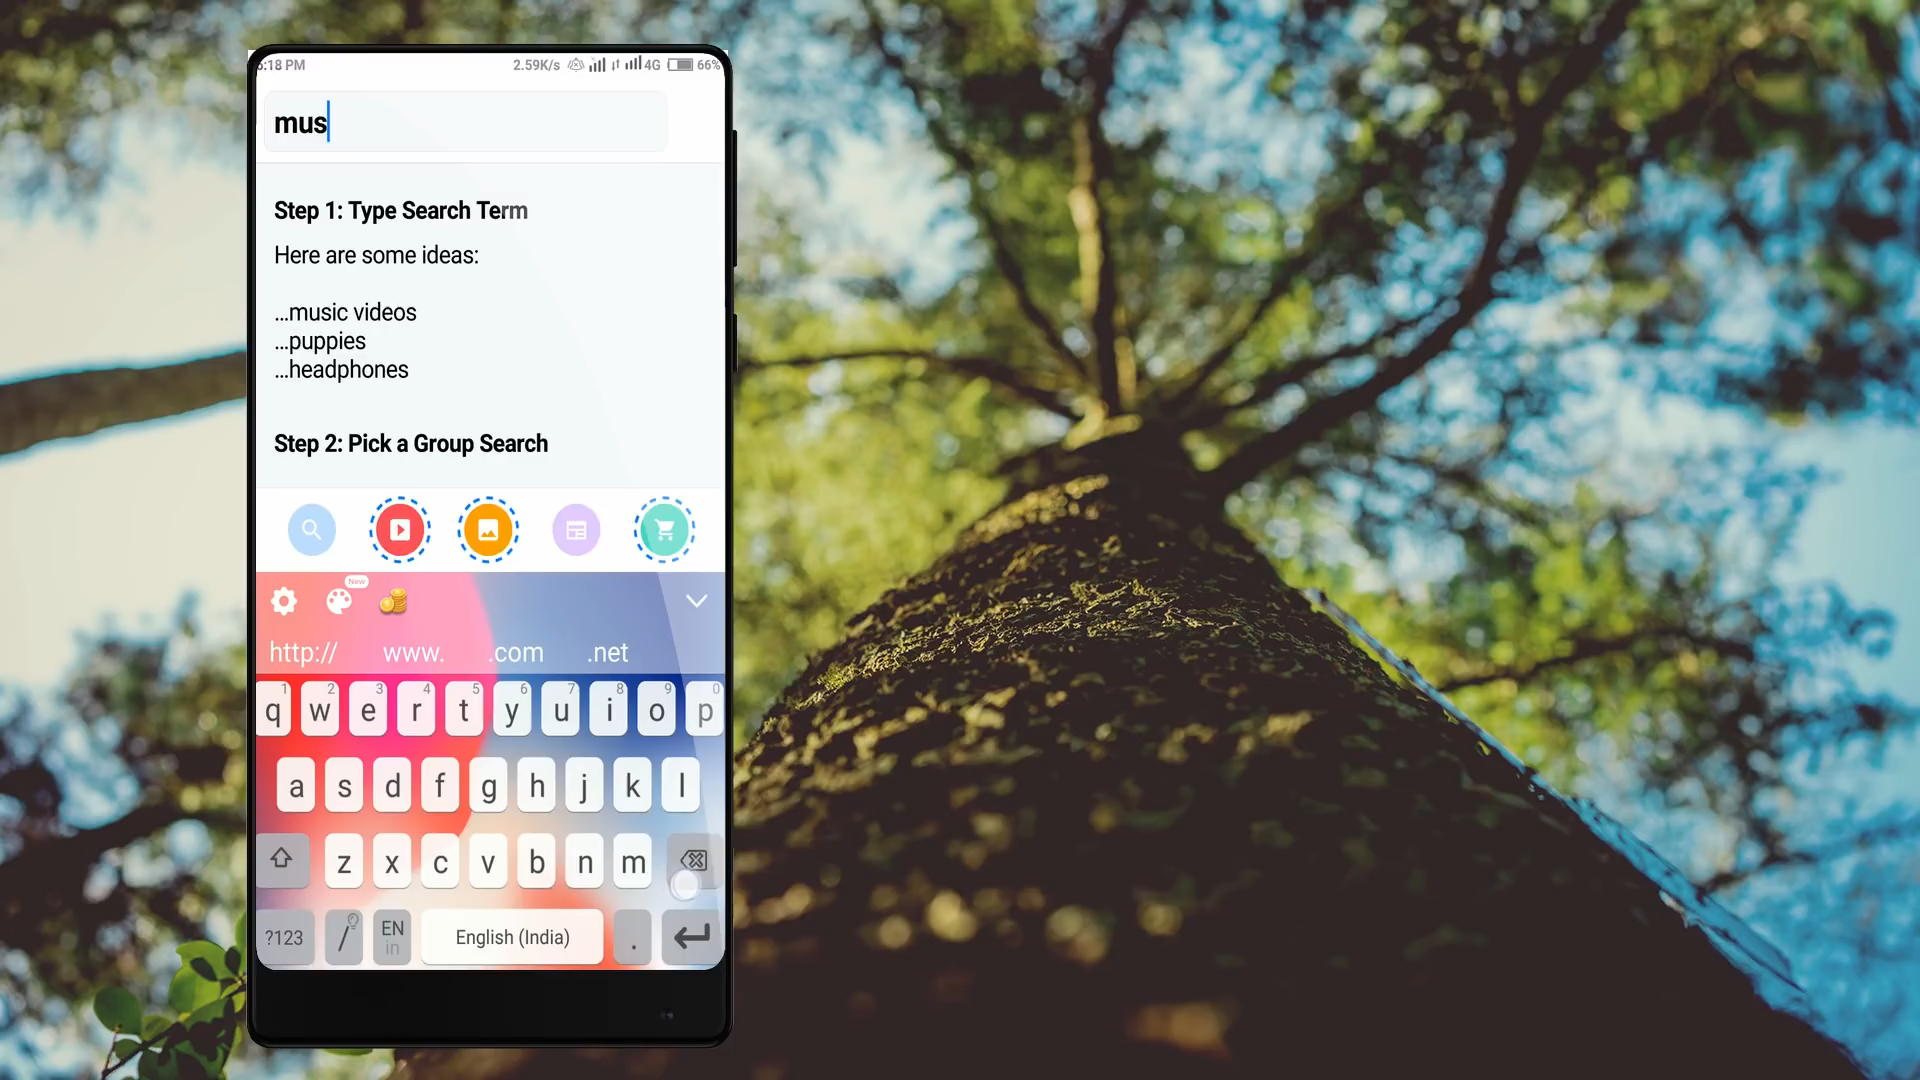 :18 PM 2.59K/s 4G 66%
mus
Step 1: Type Search Term
Here are some ideas:
...music videos
...puppies
...headphones
Step 2: Pick a Group Search
New
http:// www. .com .net
1 2 3 4 5 6 7 8 9 0
q w e r t y u i o p
a s d f g h j k l
z x c v b n m
?123 / EN in English (India) .